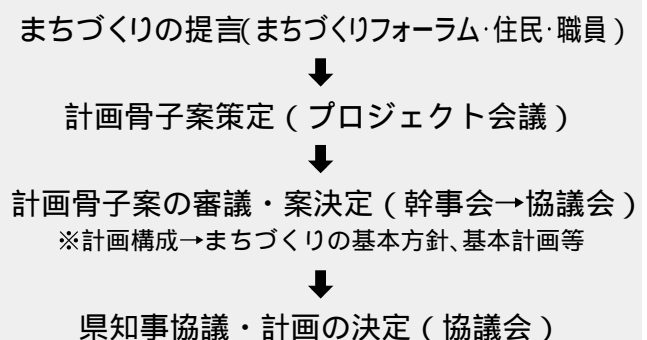 まちづくりの提言(まちづくりフォーラム・住民・職員)
⬇
計画骨子案策定(プロジェクト会議)
⬇
計画骨子案の審議・案決定(幹事会→協議会)
※計画構成→まちづくりの基本方針、基本計画等
⬇
県知事協議・計画の決定(協議会)